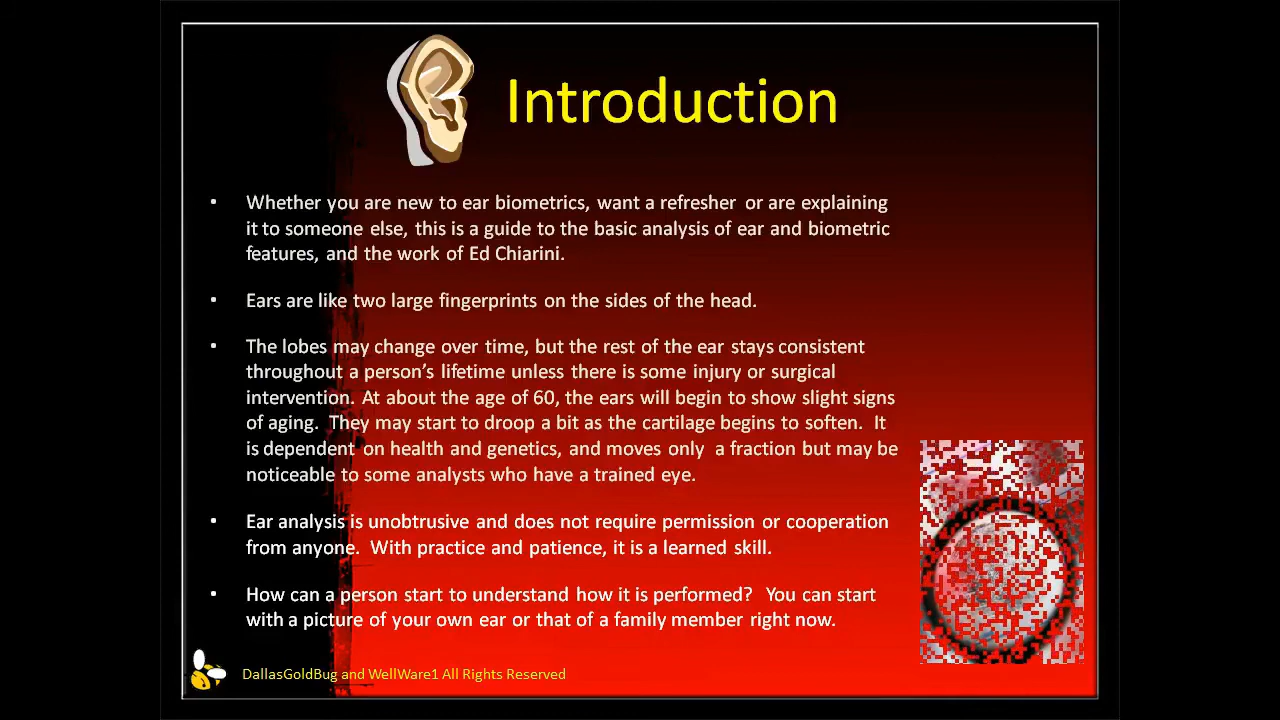 Introduction
• Whether you are new to ear biometrics, want a refresher or are explaining
it to someone else, this is a guide to the basic analysis of ear and biometric
features, and the work of Ed Chiarini.
• Ears are like two large fingerprints on the sides of the head.
• The lobes may change over time, but the rest of the ear stays consistent
throughout a person's lifetime unless there is some injury or surgical
intervention. At about the age of 60, the ears will begin to show slight signs
of aging.  They may start to droop a bit as the cartilage begins to soften.  It
is dependent on health and genetics, and moves only  a fraction but may be
noticeable to some analysts who have a trained eye.
• Ear analysis is unobtrusive and does not require permission or cooperation
from anyone.  With practice and patience, it is a learned skill.
• How can a person start to understand how it is performed?  You can start
with a picture of your own ear or that of a family member right now.
DallasGoldBug and WellWare1 All Rights Reserved